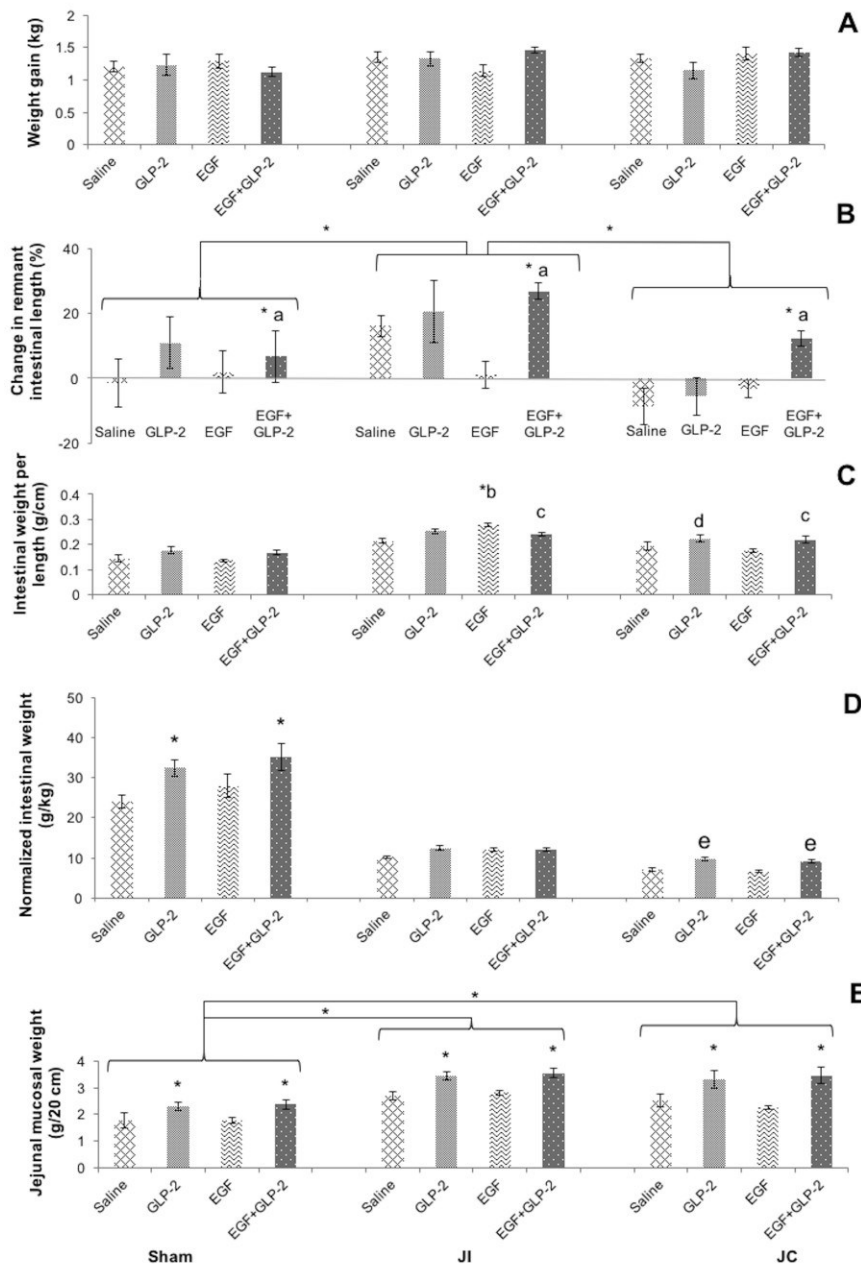 A
Weight gain (kg)
2
1.5
1
0.5
0
Saline GLP-2 EGF EGF+GLP-2 Saline GLP-2 EGF EGF+GLP-2 Saline GLP-2 EGF EGF+GLP-2
B
Change in remnant
intestinal length (%)
* *
40
20
0
-20
* a * a * a
Saline GLP-2 EGF EGF+
GLP-2
Saline GLP-2 EGF EGF+
GLP-2
Saline GLP-2 EGF EGF+
GLP-2
C
Intestinal weight per
length (g/cm)
0.4
0.3
0.2
0.1
0
*b c d c
Saline GLP-2 EGF EGF+GLP-2 Saline GLP-2 EGF EGF+GLP-2 Saline GLP-2 EGF EGF+GLP-2
D
Normalized intestinal weight
(g/kg)
50
40
30
20
10
0
* * e e
Saline GLP-2 EGF EGF+GLP-2 Saline GLP-2 EGF EGF+GLP-2 Saline GLP-2 EGF EGF+GLP-2
E
Jejunal mucosal weight
(g/20 cm)
*
*
4
3
2
1
0
* * * * * *
Saline GLP-2 EGF EGF+GLP-2 Saline GLP-2 EGF EGF+GLP-2 Saline GLP-2 EGF EGF+GLP-2
Sham JI JC